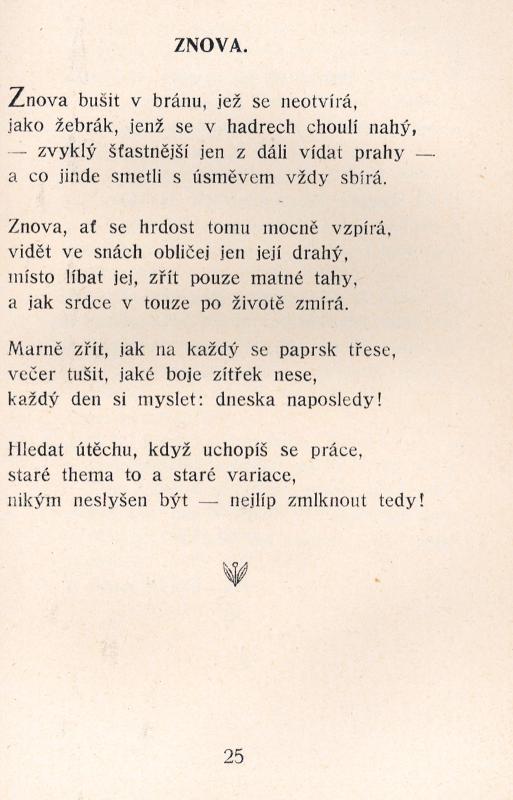 ZNOVA.
Znova bušit v bránu, jež se neotvírá,
jako žebrák, jenž se v hadrech choulí nahý,
— zvyklý šťastnější jen z dáli vídat prahy —
a co jinde smetli s úsměvem vždy sbírá.
Znova, ať se hrdost tomu mocně vzpírá,
vidět ve snách obličej jen její drahý,
místo líbat jej, zřít pouze matné tahy,
a jak srdce v touze po životě zmírá.
Marně zřít, jak na každý se paprsk třese,
večer tušit, jaké boje zítřek nese,
každý den si myslet: dneska naposledy!
Hledat útěchu, když uchopíš se práce,
staré thema to a staré variace,
nikým neslyšen být — nejlíp zmlknout tedy!
25